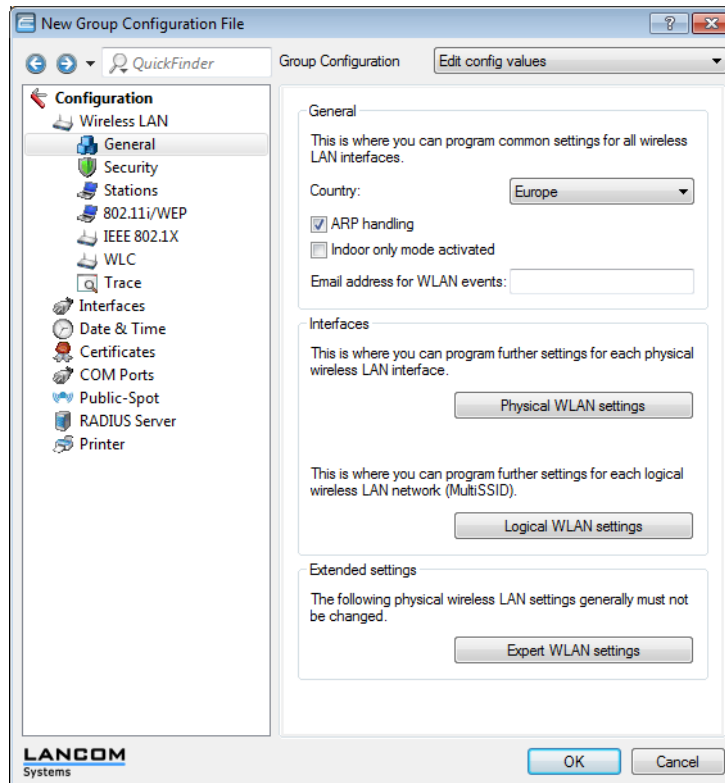 New Group Configuration File
QuickFinder
Group Configuration
Edit config values
Configuration
Wireless LAN
General
Security
Stations
802.11i/WEP
IEEE 802.1X
WLC
Trace
Interfaces
Date & Time
Certificates
COM Ports
Public-Spot
RADIUS Server
Printer
General
This is where you can program common settings for all wireless
LAN interfaces.
Country:
Europe
ARP handling
Indoor only mode activated
Email address for WLAN events:
Interfaces
This is where you can program further settings for each physical
wireless LAN interface.
Physical WLAN settings
This is where you can program further settings for each logical
wireless LAN network (MultiSSID).
Logical WLAN settings
Extended settings
The following physical wireless LAN settings generally must not
be changed.
Expert WLAN settings
LANCOM
Systems
OK
Cancel